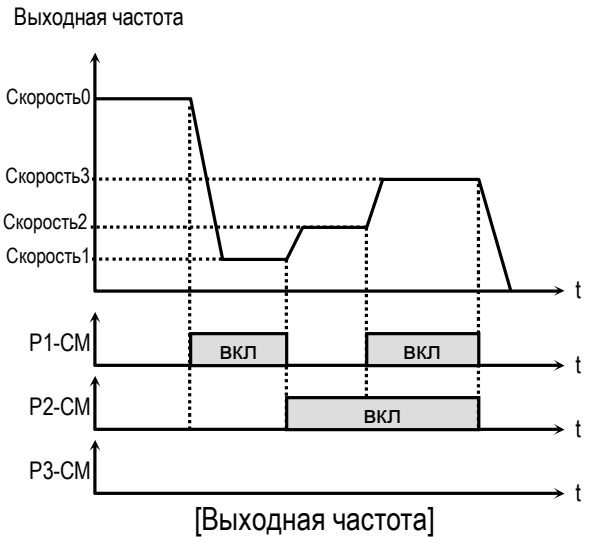 Выходная частота
Скорость0
Скорость3
Скорость2
Скорость1
t
P1-CM
ВКЛ
ВКЛ
t
P2-CM
ВКЛ
t
P3-CM
t
[Выходная частота]